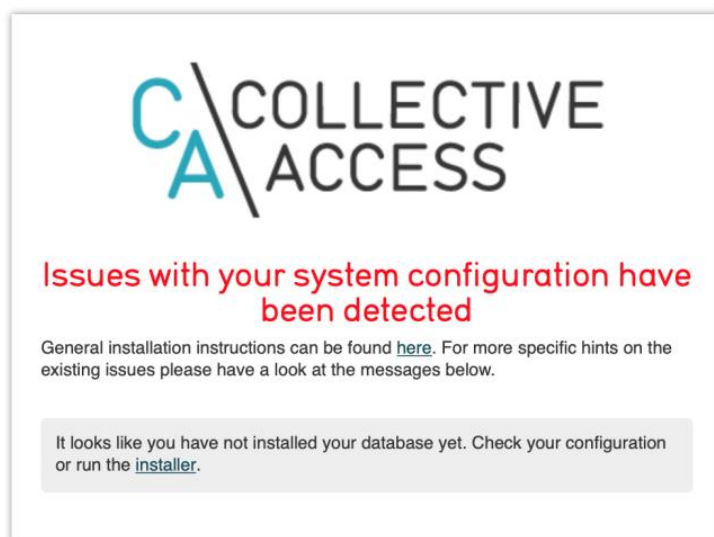 CA COLLECTIVE
ACCESS
Issues with your system configuration have
been detected
General installation instructions can be found here. For more specific hints on the
existing issues please have a look at the messages below.
It looks like you have not installed your database yet. Check your configuration
or run the installer.